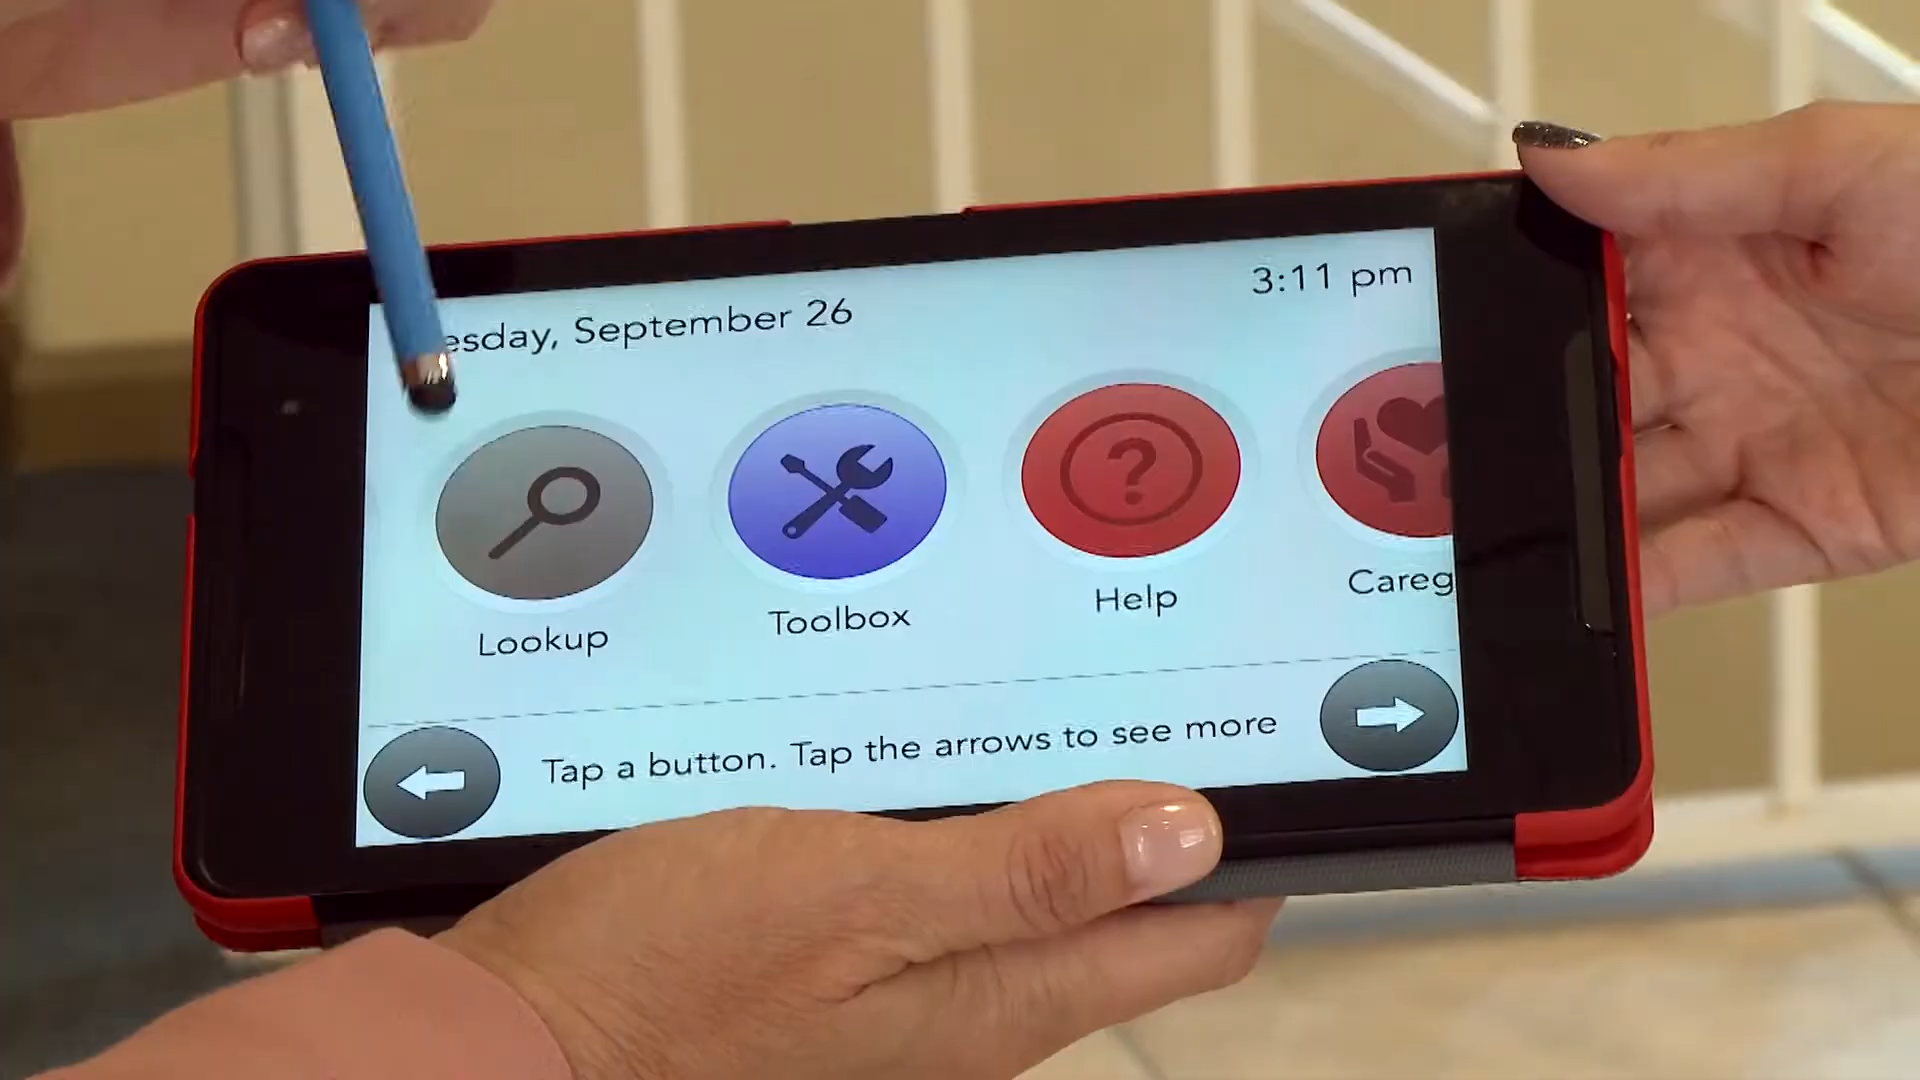 esday, September 26
3:11 pm
Lookup
Toolbox
Help
Careg
Tap a button. Tap the arrows to see more